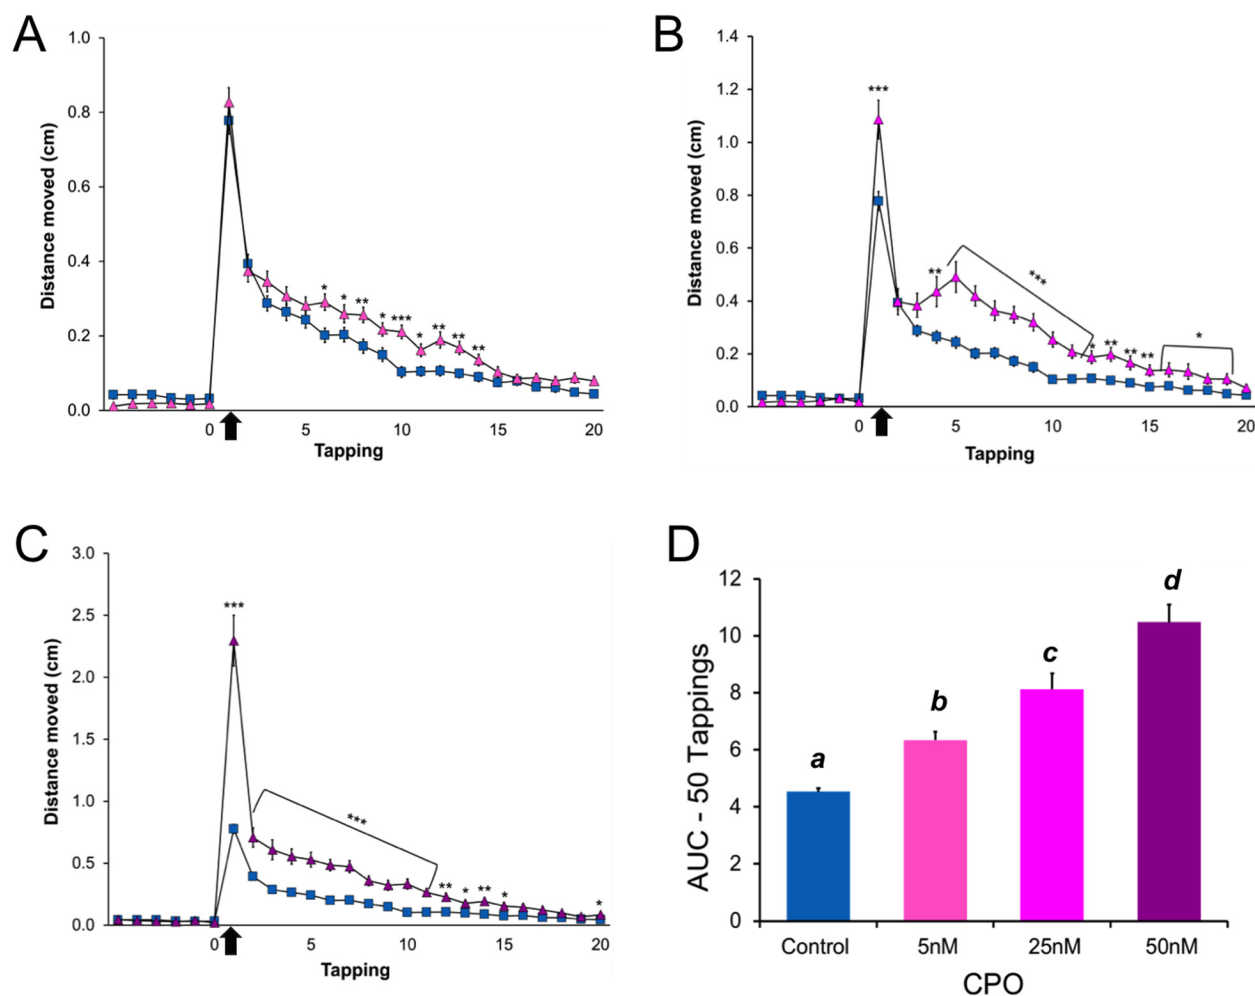 A
1.0
0.8
0.6
0.4
0.2
0.0
Distance moved (cm)
* * ** * *** * ** ** **
0 5 10 15 20
Tapping
B
1.4
1.2
1.0
0.8
0.6
0.4
0.2
0.0
Distance moved (cm)
***
** *** * ** ** ** *
0 5 10 15 20
Tapping
C
3.0
2.5
2.0
1.5
1.0
0.5
0.0
Distance moved (cm)
***
*** ** * ** * *
0 5 10 15 20
Tapping
D
12
10
8
6
4
2
0
AUC - 50 Tappings
a b c d
Control 5nM 25nM 50nM
CPO